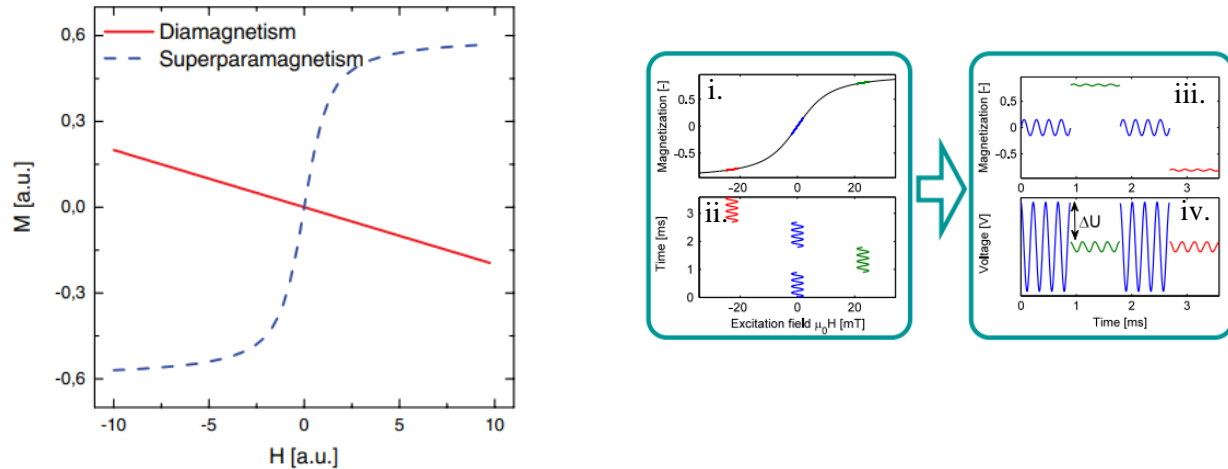 0,6
0,3
0,0
-0,3
-0,6
M [a.u.]
Diamagnetism
Superparamagnetism
-10
-5
0
5
10
H [a.u.]
i.
Magnetization [-]
0.5
0
−0.5
−20
0
20
ii.
Time [ms]
3
2
1
0
−20
0
20
Excitation field μ0H [mT]
iii.
Magnetization [-]
0.5
0
−0.5
0
1
2
3
iv.
Voltage [V]
ΔU
0
1
2
3
Time [ms]